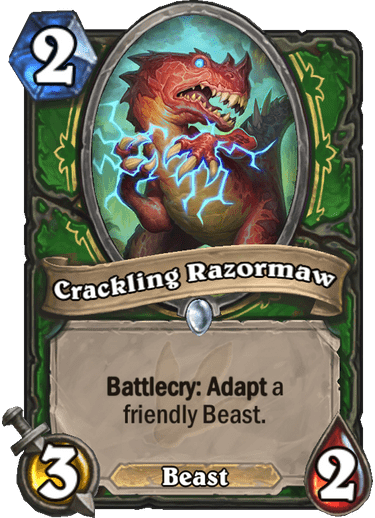 2
Crackling Razormaw
Battlecry: Adapt a
friendly Beast.
3
Beast
2